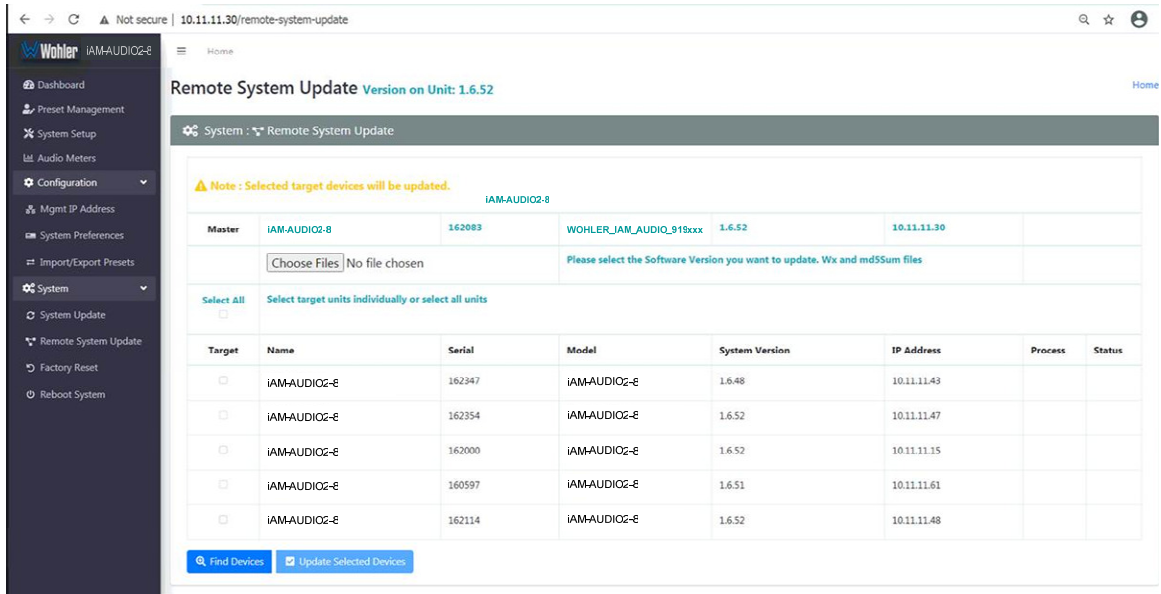 Not secure | 10.11.11.30/remote-system-update
Wohler iAM-AUDIO2-8
Home
Dashboard
Preset Management
System Setup
Audio Meters
Configuration
Mgmt IP Address
System Preferences
Import/Export Presets
System
System Update
Remote System Update
Factory Reset
Reboot System
Remote System Update Version on Unit: 1.6.52
Home
System : Remote System Update
Note : Selected target devices will be updated.
iAM-AUDIO2-8
Master iAM-AUDIO2-8 162083 WOHLER_IAM_AUDIO_919xxx 1.6.52 10.11.11.30
Choose Files No file chosen Please select the Software Version you want to update. Wx and md5Sum files
Select All Select target units individually or select all units
Target Name Serial Model System Version IP Address Process Status
iAM-AUDIO2-8 162347 iAM-AUDIO2-8 1.6.48 10.11.11.43
iAM-AUDIO2-8 162354 iAM-AUDIO2-8 1.6.52 10.11.11.47
iAM-AUDIO2-8 162000 iAM-AUDIO2-8 1.6.52 10.11.11.15
iAM-AUDIO2-8 160597 iAM-AUDIO2-8 1.6.51 10.11.11.61
iAM-AUDIO2-8 162114 iAM-AUDIO2-8 1.6.52 10.11.11.48
Find Devices Update Selected Devices